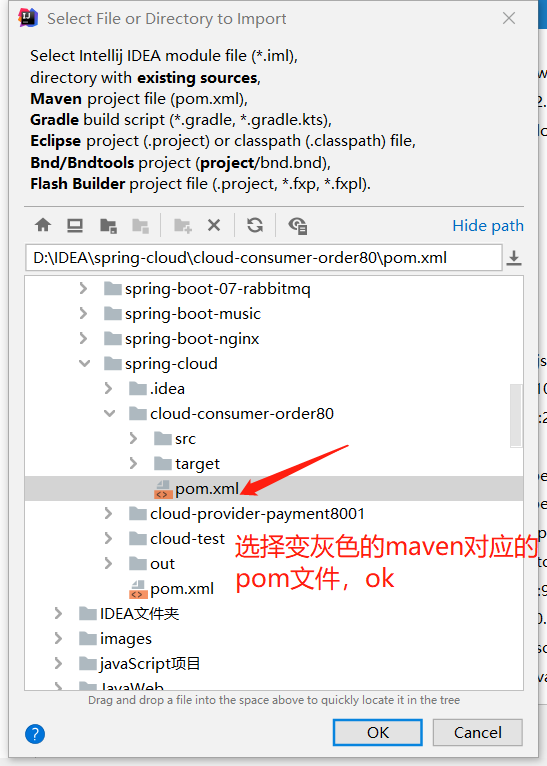 Select File or Directory to Import
Select Intellij IDEA module file (*.iml),
directory with existing sources,
Maven project file (pom.xml),
Gradle build script (*.gradle, *.gradle.kts),
Eclipse project (.project) or classpath (.classpath) file,
Bnd/Bndtools project (project/bnd.bnd),
Flash Builder project file (.project, *.fxp, *.fxpl).
Hide path
D:\IDEA\spring-cloud\cloud-consumer-order80\pom.xml
spring-boot-07-rabbitmq
spring-boot-music
spring-boot-nginx
spring-cloud
.idea
cloud-consumer-order80
src
target
pom.xml
cloud-provider-payment8001
cloud-test
选择变灰色的maven对应的
pom文件，ok
out
pom.xml
IDEA文件夹
images
javaScript项目
JavaWeb
Drag and drop a file into the space above to quickly locate it in the tree
?
OK
Cancel